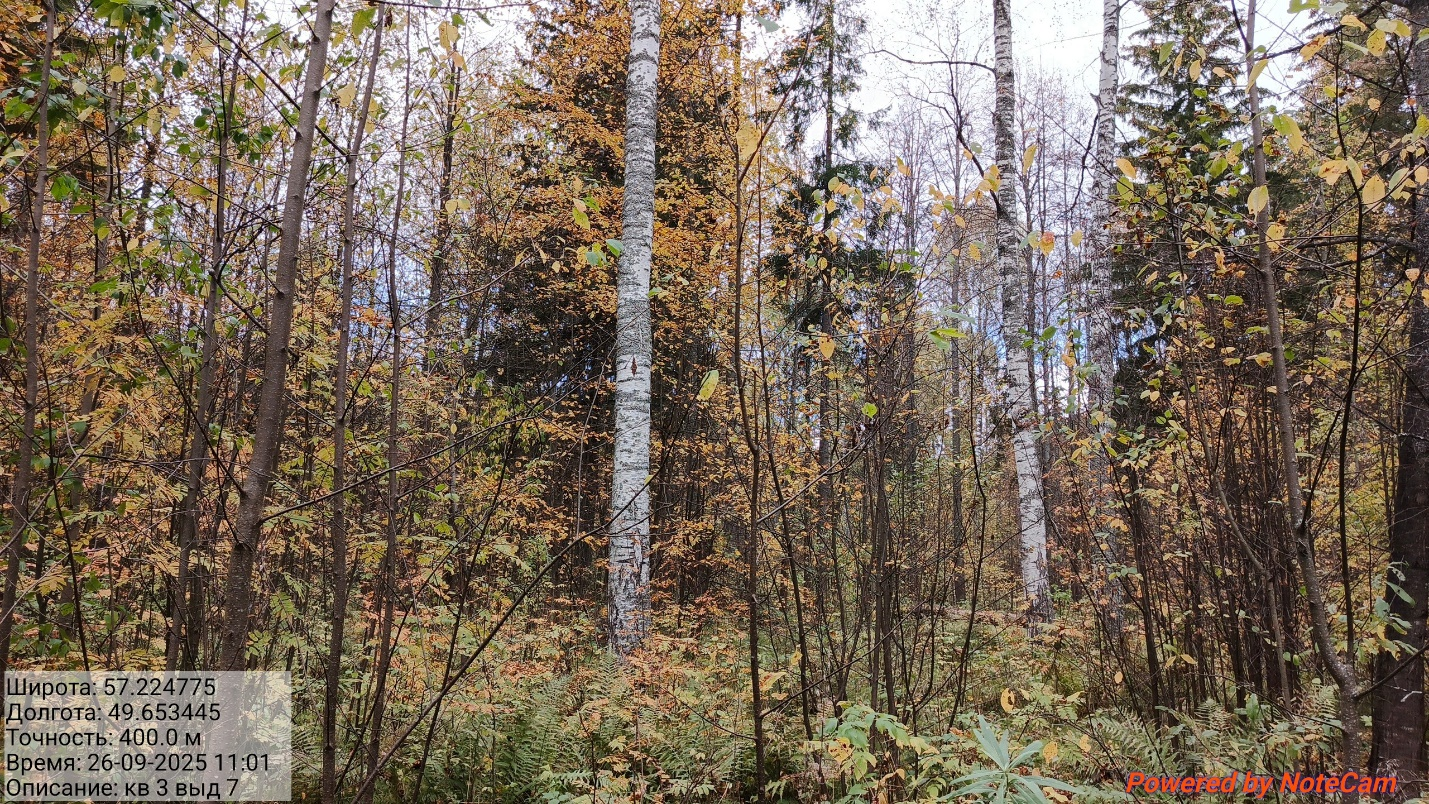 Широта: 57.224775
Долгота: 49.653445
Точность: 400.0 м
Время: 26-09-2025 11:01
Описание: кв 3 выд 7
Powered by NoteCam